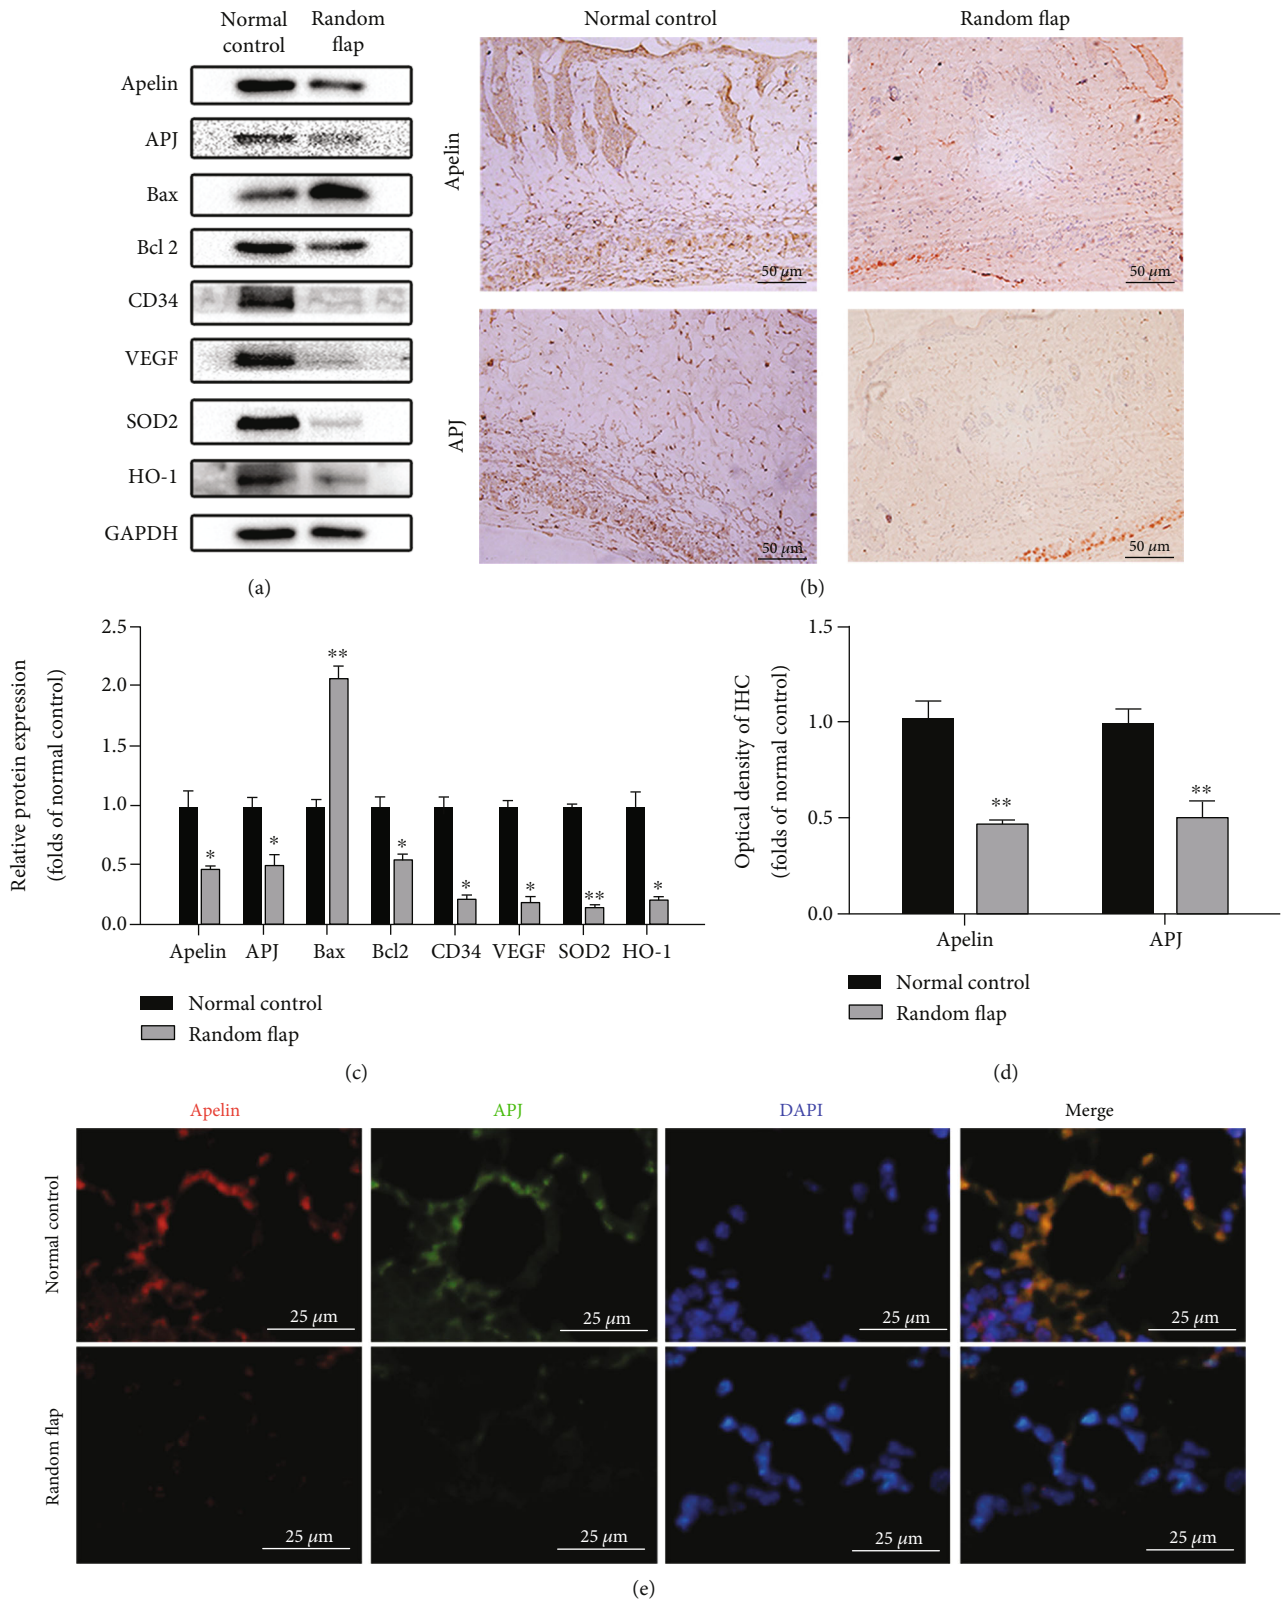 Normal control
Random flap
Apelin
APJ
Bax
Bcl 2
CD34
VEGF
SOD2
HO-1
GAPDH
(a)
Normal control
Random flap
Apelin
50 μm
50 μm
APJ
50 μm
50 μm
(b)
Relative protein expression
(folds of normal control)
2.5
2.0
1.5
1.0
0.5
0.0
*
*
**
*
*
*
**
*
Apelin
APJ
Bax
Bcl2
CD34
VEGF
SOD2
HO-1
Normal control
Random flap
(c)
Optical density of IHC
(folds of normal control)
1.5
1.0
0.5
0.0
**
**
Apelin
APJ
Normal control
Random flap
(d)
Apelin
APJ
DAPI
Merge
Normal control
25 μm
25 μm
25 μm
25 μm
Random flap
25 μm
25 μm
25 μm
25 μm
(e)